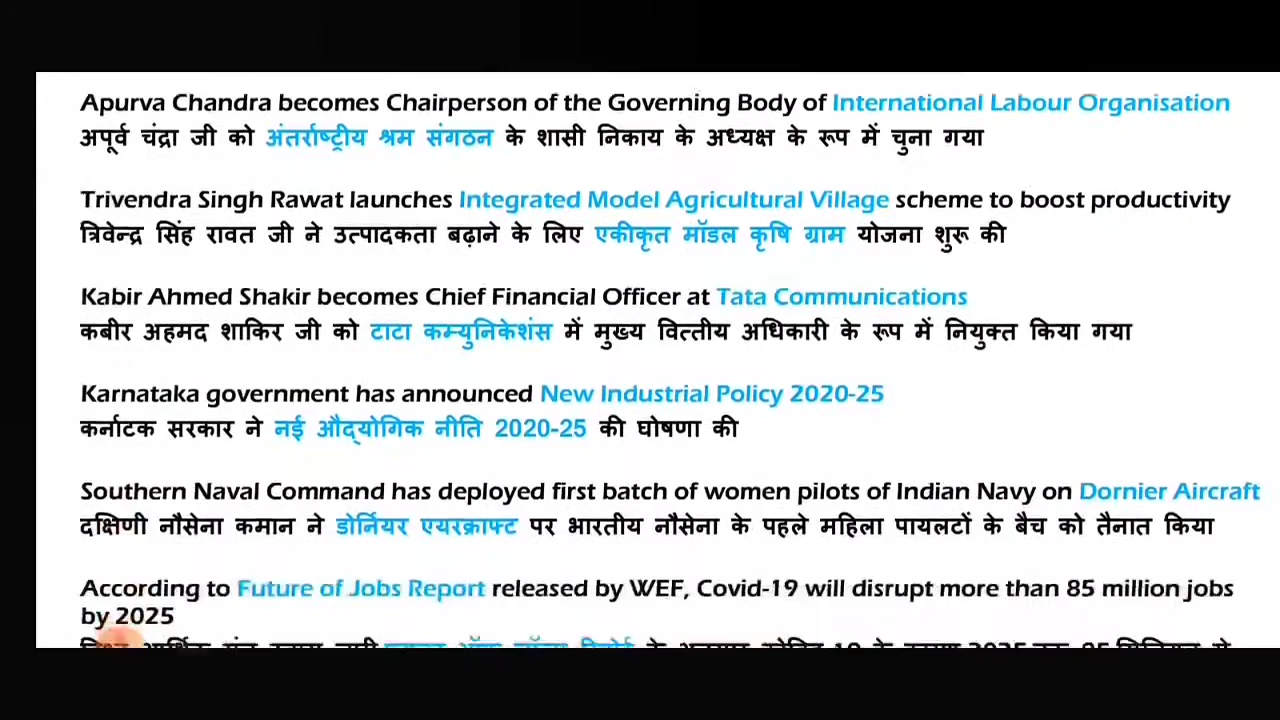 Apurva Chandra becomes Chairperson of the Governing Body of International Labour Organisation
अपूर्व चंद्रा जी को अंतर्राष्ट्रीय श्रम संगठन के शासी निकाय के अध्यक्ष के रूप में चुना गया
Trivendra Singh Rawat launches Integrated Model Agricultural Village scheme to boost productivity
त्रिवेन्द्र सिंह रावत जी ने उत्पादकता बढ़ाने के लिए एकीकृत मॉडल कृषि ग्राम योजना शुरू की
Kabir Ahmed Shakir becomes Chief Financial Officer at Tata Communications
कबीर अहमद शाकिर जी को टाटा कम्युनिकेशंस में मुख्य वित्तीय अधिकारी के रूप में नियुक्त किया गया
Karnataka government has announced New Industrial Policy 2020-25
कर्नाटक सरकार ने नई औद्योगिक नीति 2020-25 की घोषणा की
Southern Naval Command has deployed first batch of women pilots of Indian Navy on Dornier Aircraft
दक्षिणी नौसेना कमान ने डोर्नियर एयरक्राफ्ट पर भारतीय नौसेना के पहले महिला पायलटों के बैच को तैनात किया
According to Future of Jobs Report released by WEF, Covid-19 will disrupt more than 85 million jobs
by 2025